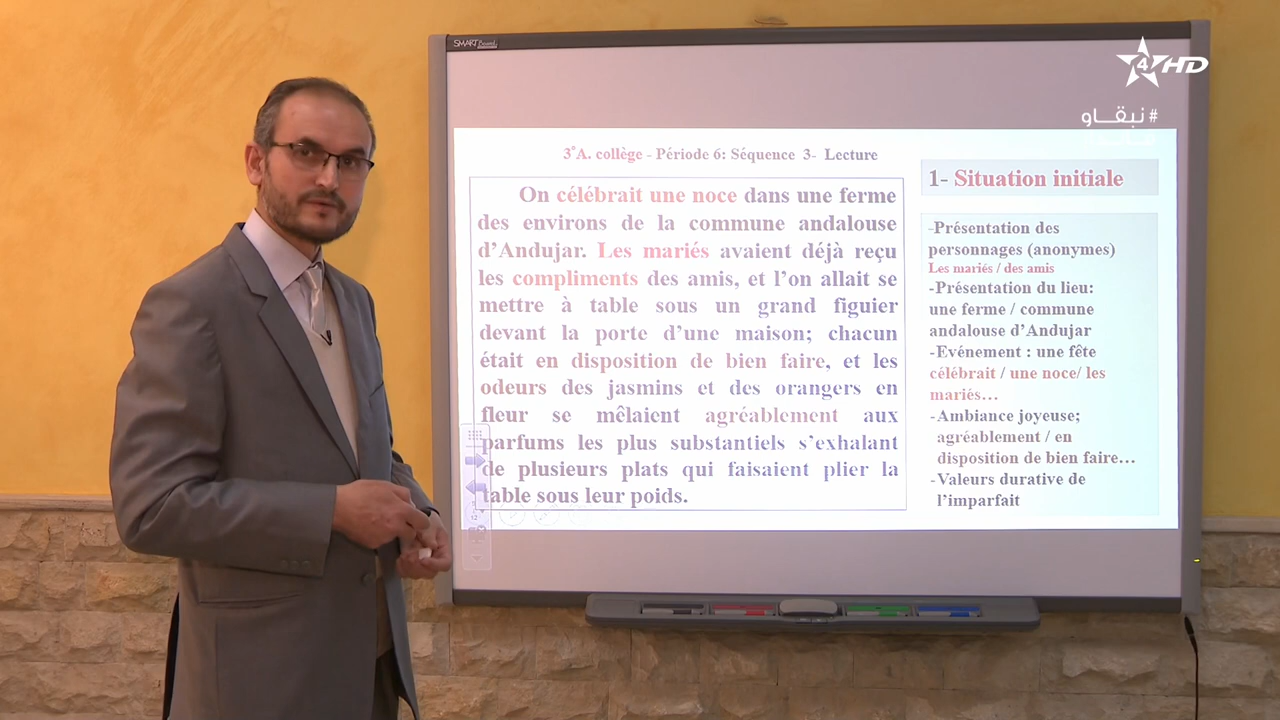 SMART Board
4 HD
# نبقــاو
3°A. collège - Période 6: Séquence 3- Lecture
On célébrait une noce dans une ferme
des environs de la commune andalouse
d’Andujar. Les mariés avaient déjà reçu
les compliments des amis, et l’on allait se
mettre à table sous un grand figuier
devant la porte d’une maison; chacun
était en disposition de bien faire, et les
odeurs des jasmins et des orangers en
fleur se mêlaient agréablement aux
parfums les plus substantiels s’exhalant
de plusieurs plats qui faisaient plier la
table sous leur poids.
1- Situation initiale
-Présentation des
personnages (anonymes)
Les mariés / des amis
-Présentation du lieu:
une ferme / commune
andalouse d’Andujar
-Evénement : une fête
célébrait / une noce/ les
mariés…
-Ambiance joyeuse;
agréablement / en
disposition de bien faire…
-Valeurs durative de
l’imparfait